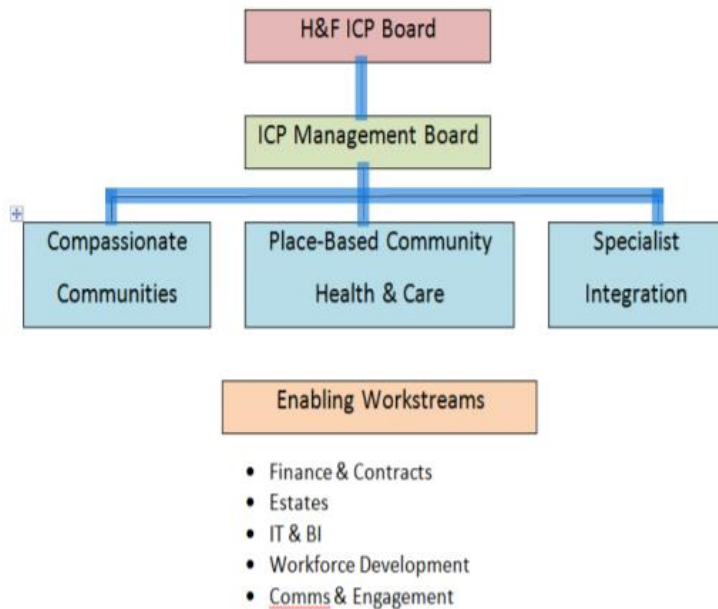 H&F ICP Board
ICP Management Board
Compassionate
Communities
Place-Based Community
Health & Care
Specialist
Integration
Enabling Workstreams
• Finance & Contracts
• Estates
• IT & BI
• Workforce Development
• Comms & Engagement